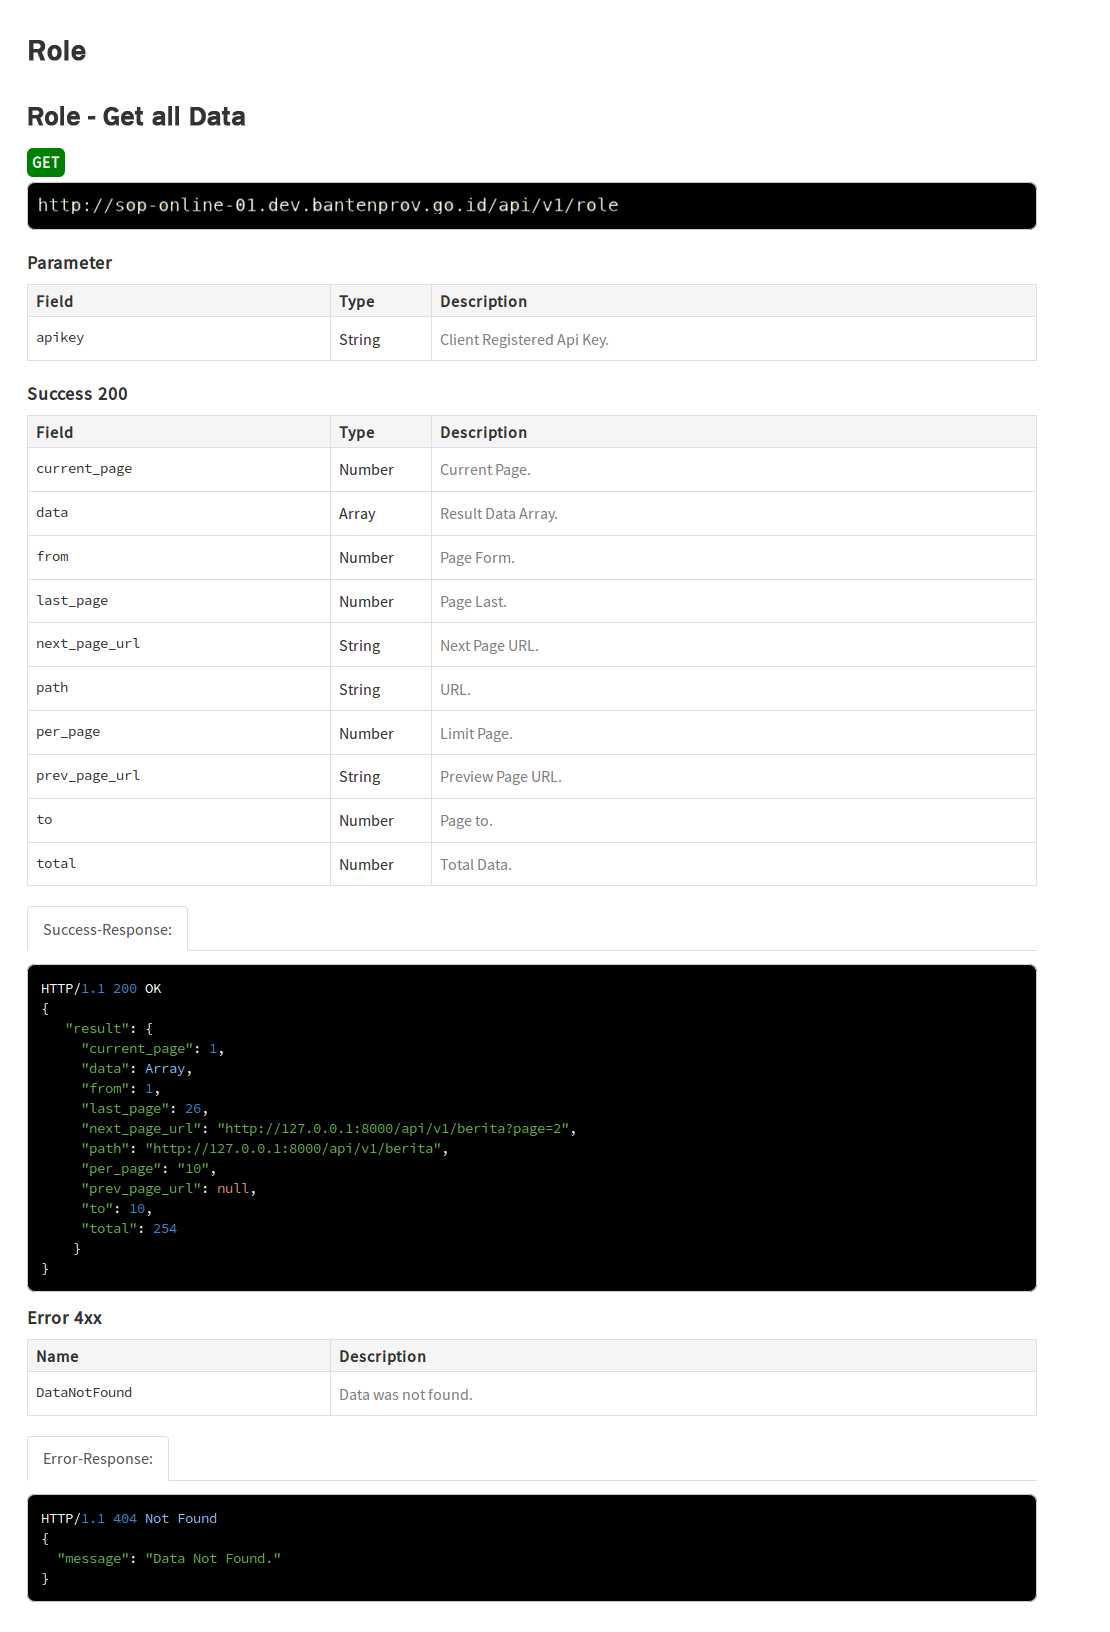 Role
Role - Get all Data
GET
http://sop-online-01.dev.bantenprov.go.id/api/v1/role
Parameter
Field Type Description
apikey String Client Registered Api Key.
Success 200
Field Type Description
current_page Number Current Page.
data Array Result Data Array.
from Number Page Form.
last_page Number Page Last.
next_page_url String Next Page URL.
path String URL.
per_page Number Limit Page.
prev_page_url String Preview Page URL.
to Number Page to.
total Number Total Data.
Success-Response:
HTTP/1.1 200 OK
{
"result": {
"current_page": 1,
"data": Array,
"from": 1,
"last_page": 26,
"next_page_url": "http://127.0.0.1:8000/api/v1/berita?page=2",
"path": "http://127.0.0.1:8000/api/v1/berita",
"per_page": "10",
"prev_page_url": null,
"to": 10,
"total": 254
}
}
Error 4xx
Name Description
DataNotFound Data was not found.
Error-Response:
HTTP/1.1 404 Not Found
{
"message": "Data Not Found."
}